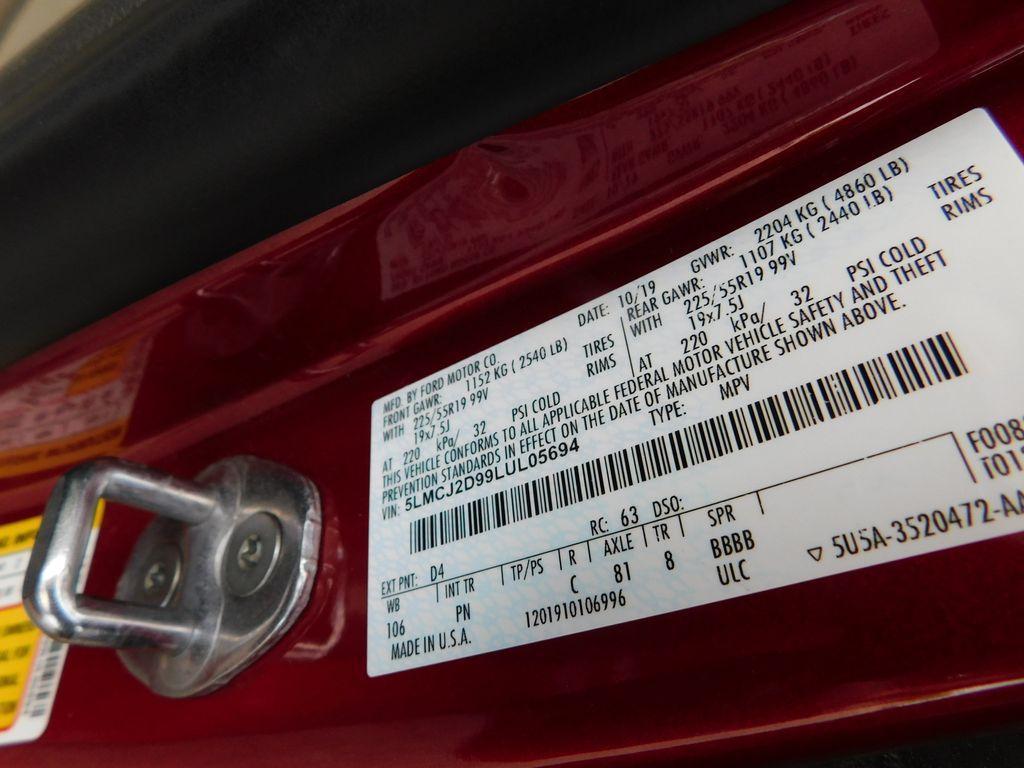 MFD. BY FORD MOTOR CO.
DATE: 10/19
GVWR: 2204 KG ( 4860 LB)
FRONT GAWR: 1152 KG ( 2540 LB)
REAR GAWR: 1107 KG ( 2440 LB)
WITH 225/55R19 99V TIRES
WITH 225/55R19 99V TIRES
19x7.5J RIMS
19x7.5J RIMS
AT 220 kPa/ 32 PSI COLD
AT 220 kPa/ 32 PSI COLD
THIS VEHICLE CONFORMS TO ALL APPLICABLE FEDERAL MOTOR VEHICLE SAFETY AND THEFT
PREVENTION STANDARDS IN EFFECT ON THE DATE OF MANUFACTURE SHOWN ABOVE.
VIN: 5LMCJ2D99LUL05694
TYPE: MPV
EXT PNT: D4
RC: 63 DSO:
WB INT TR TP/PS R AXLE TR SPR
106 PN C 81 8 BBBB
ULC
MADE IN U.S.A.
1201910106996
5U5A-3520472-AA